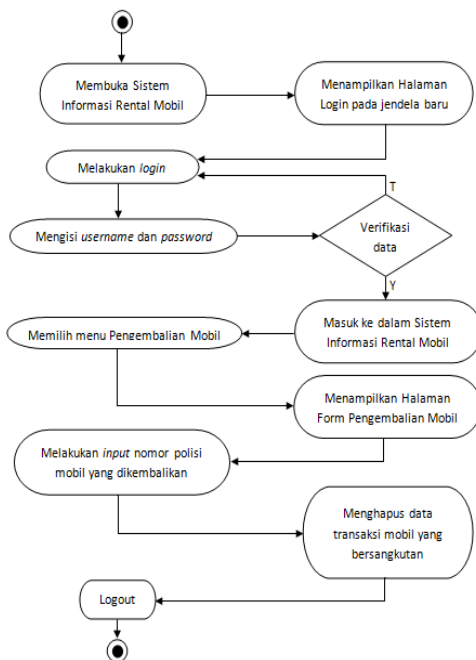 Membuka Sistem
Informasi Rental Mobil
Menampilkan Halaman
Login pada jendela baru
Melakukan login
T
Mengisi username dan password
Verifikasi
data
Y
Masuk ke dalam Sistem
Informasi Rental Mobil
Memilih menu Pengembalian Mobil
Menampilkan Halaman
Form Pengembalian Mobil
Melakukan input nomor polisi
mobil yang dikembalikan
Menghapus data
transaksi mobil yang
bersangkutan
Logout